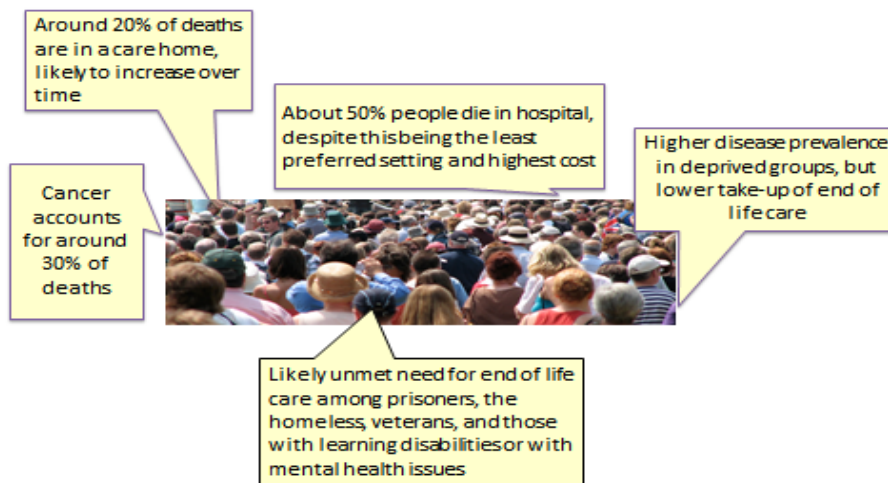 Around 20% of deaths
are in a care home,
likely to increase over
time
About 50% people die in hospital,
despite this being the least
preferred setting and highest cost
Higher disease prevalence
in deprived groups, but
lower take-up of end of
life care
Cancer
accounts
for around
30% of
deaths
Likely unmet need for end of life
care among prisoners, the
homeless, veterans, and those
with learning disabilities or with
mental health issues